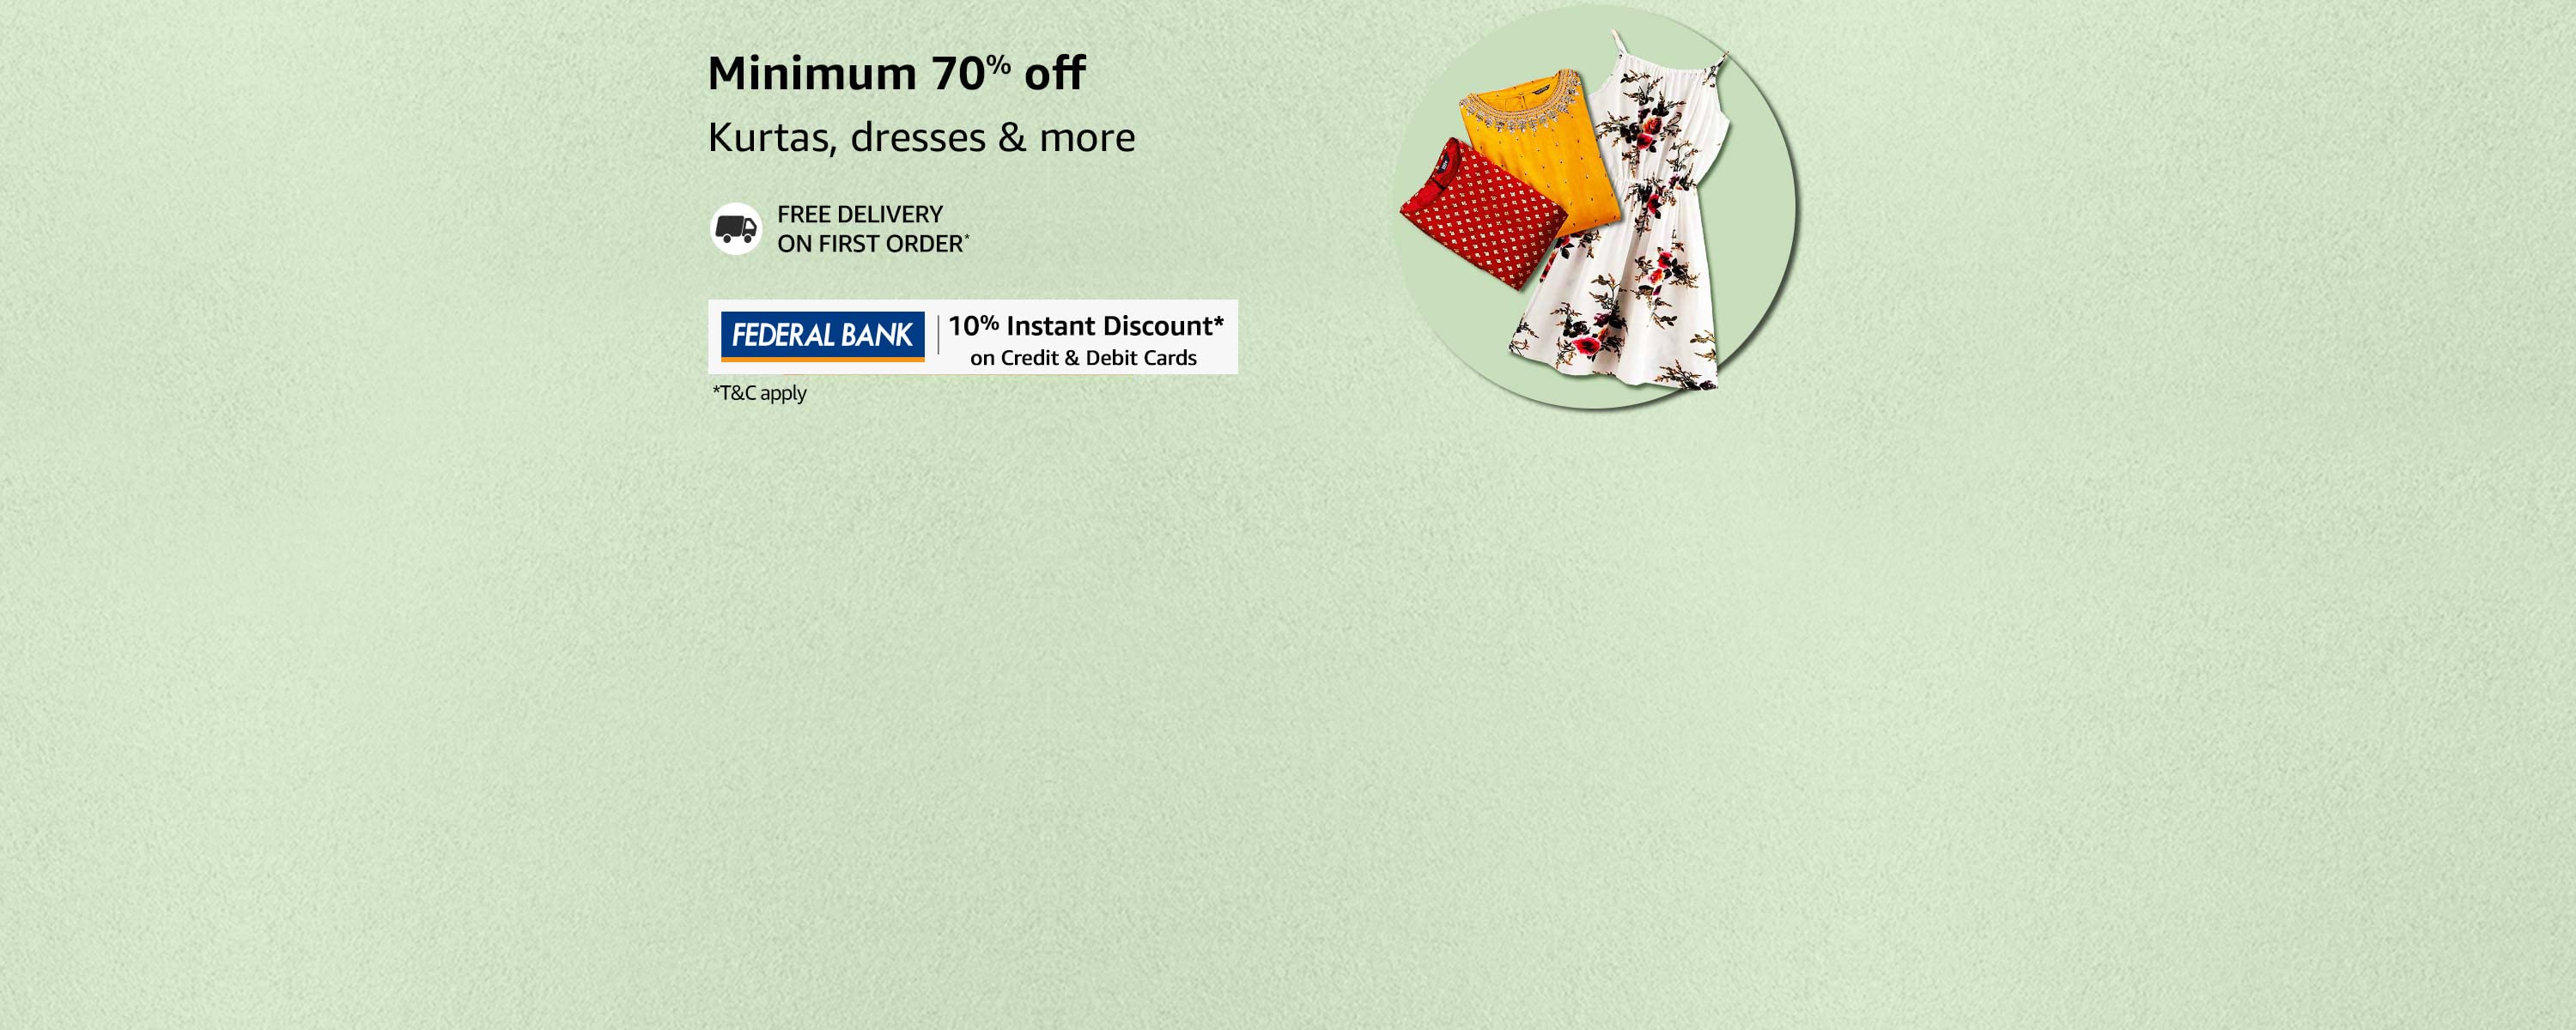 Minimum 70% off
Kurtas, dresses & more
FREE DELIVERY
ON FIRST ORDER*
FEDERAL BANK
10% Instant Discount*
on Credit & Debit Cards
*T&C apply